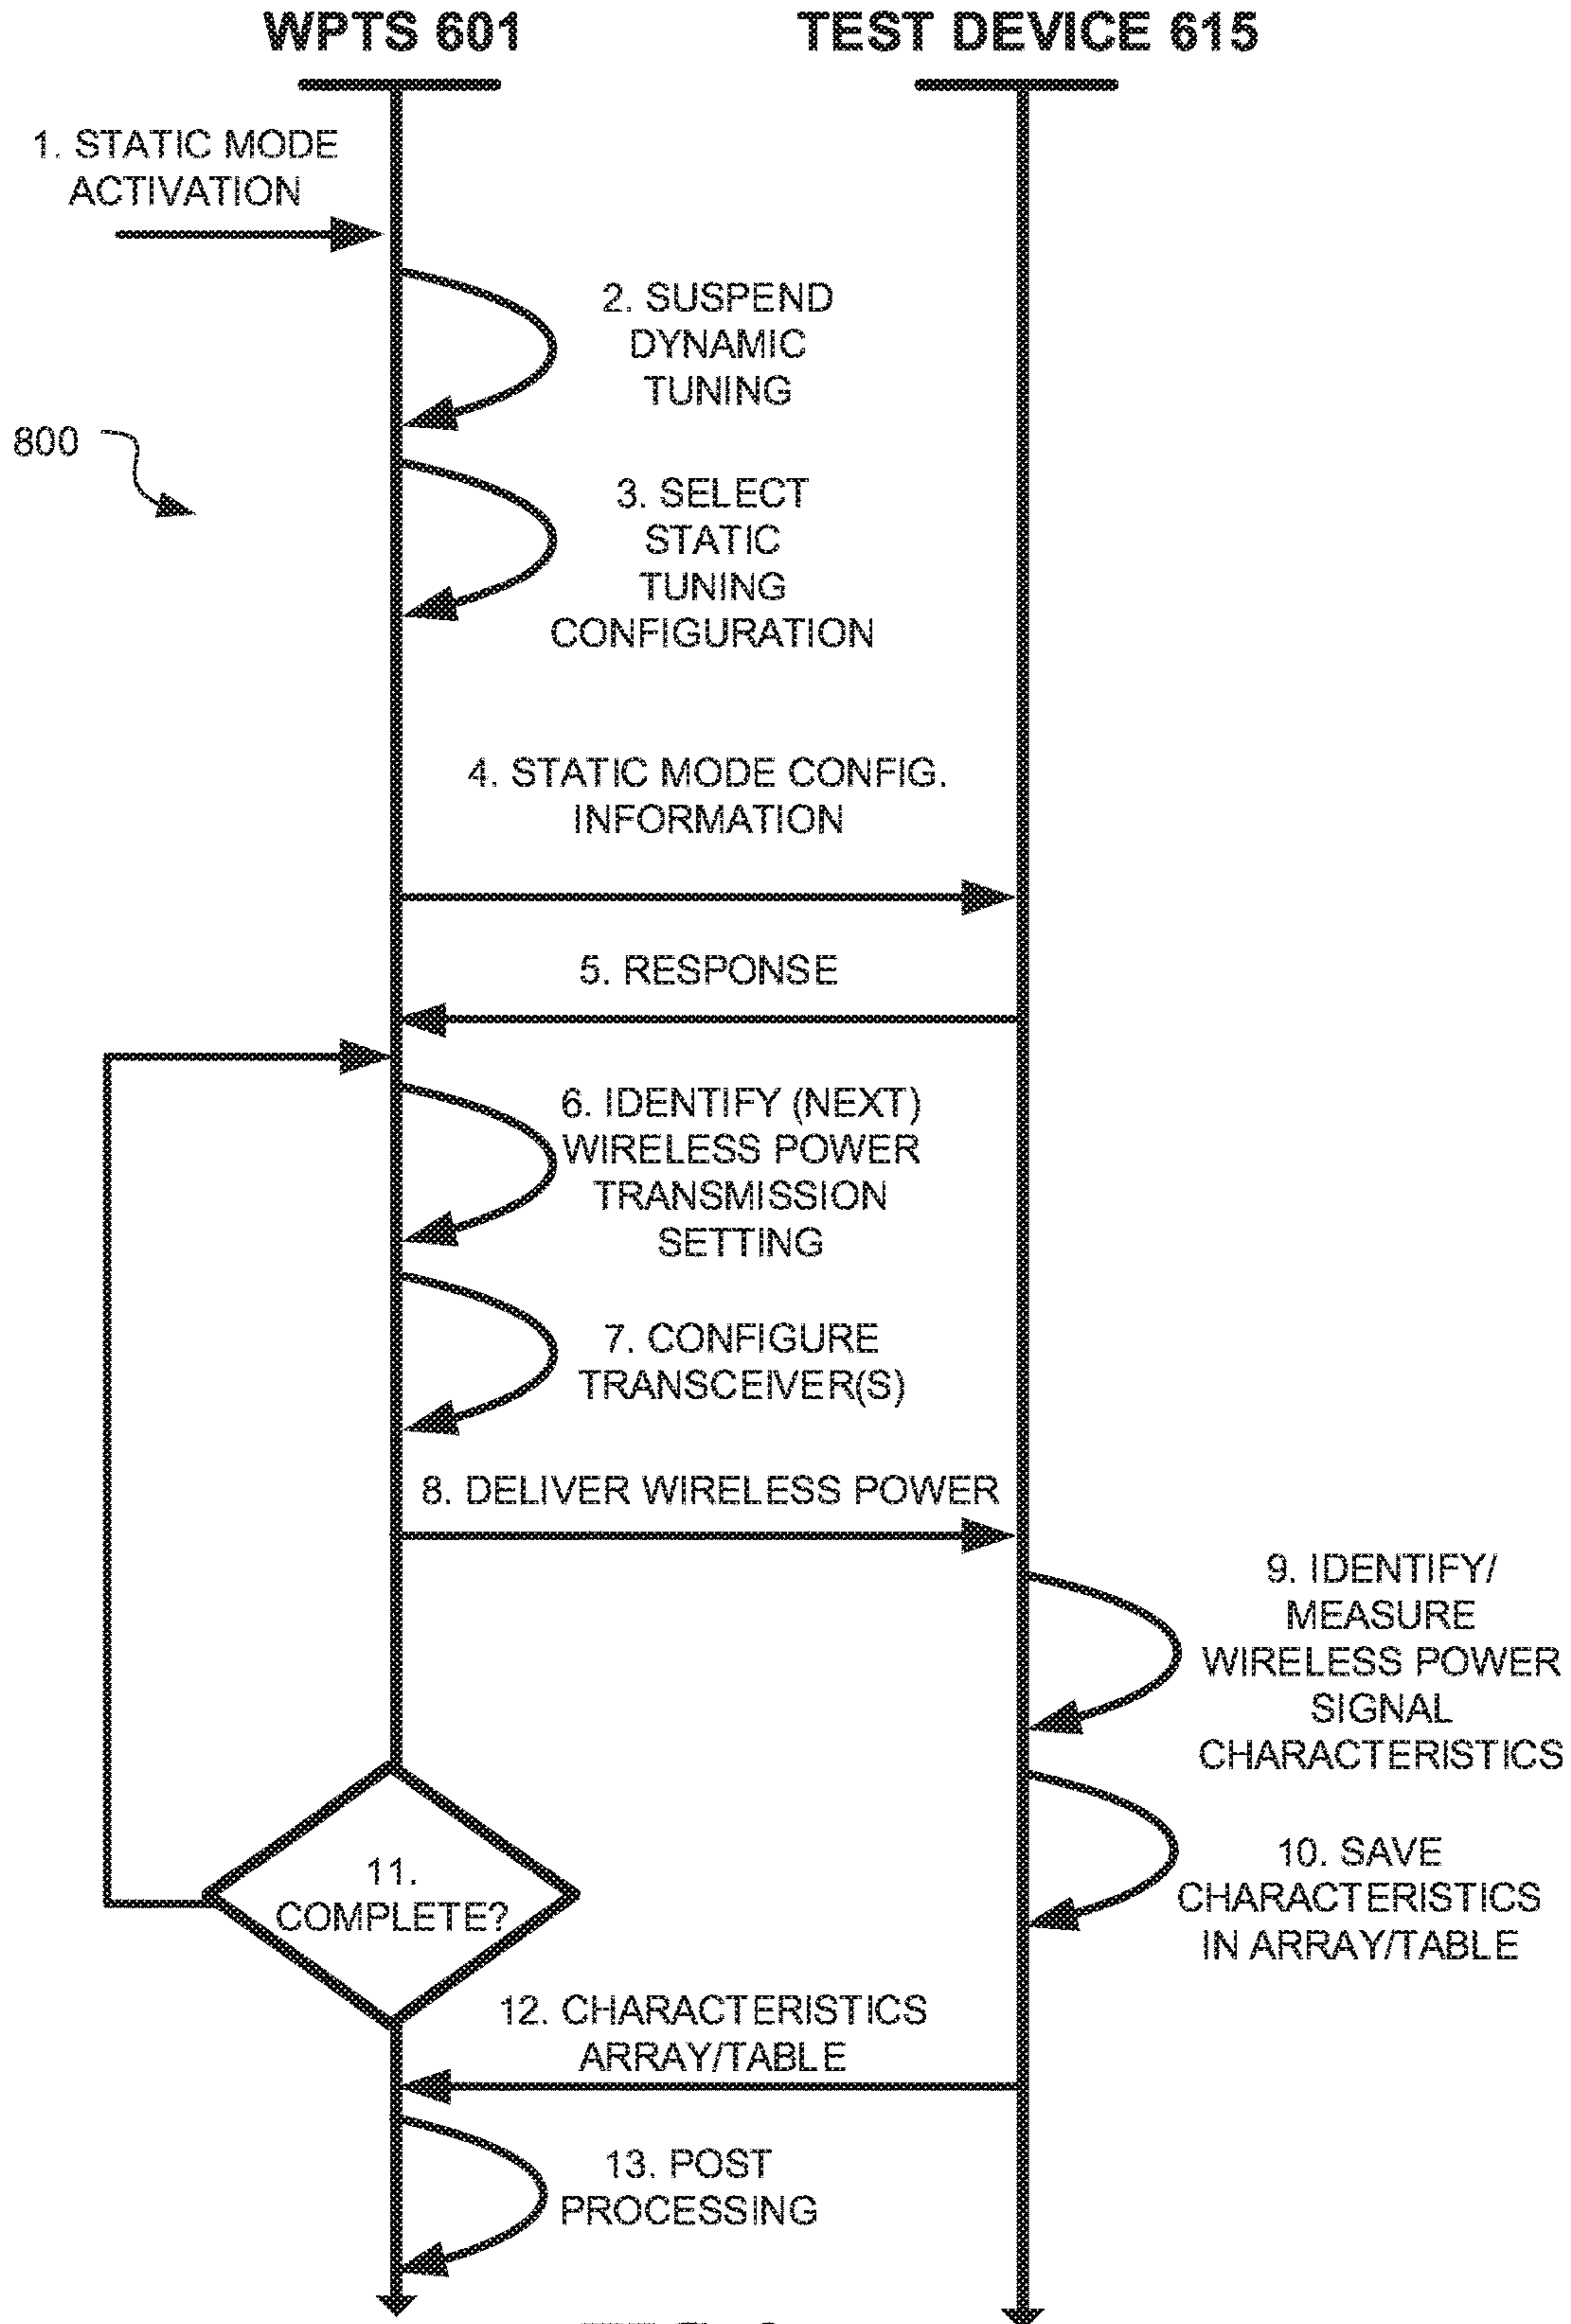 WPTS 601
TEST DEVICE 615
1. STATIC MODE
ACTIVATION
2. SUSPEND
DYNAMIC
TUNING
800
3. SELECT
STATIC
TUNING
CONFIGURATION
4. STATIC MODE CONFIG.
INFORMATION
5. RESPONSE
6. IDENTIFY (NEXT)
WIRELESS POWER
TRANSMISSION
SETTING
7. CONFIGURE
TRANSCEIVER(S)
8. DELIVER WIRELESS POWER
9. IDENTIFY/
MEASURE
WIRELESS POWER
SIGNAL
CHARACTERISTICS
10. SAVE
CHARACTERISTICS
IN ARRAY/TABLE
11.
COMPLETE?
12. CHARACTERISTICS
ARRAY/TABLE
13. POST
PROCESSING